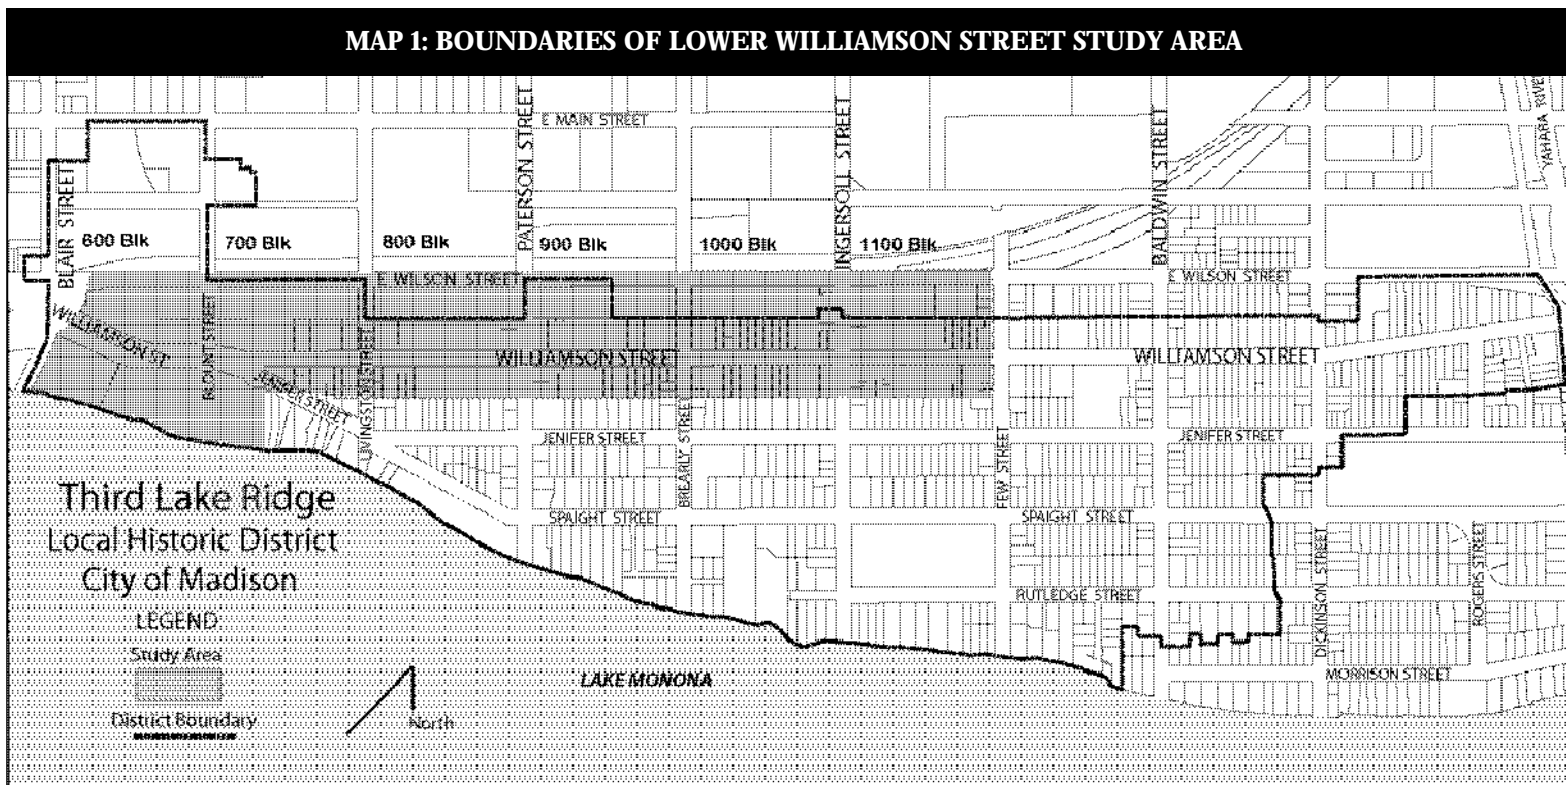 MAP 1: BOUNDARIES OF LOWER WILLIAMSON STREET STUDY AREA
E MAIN STREET
YAHARA RIVER
BLAIR STREET
PATERSON STREET
INGERSOLL STREET
BALDWIN STREET
600 Blk
700 Blk
800 Blk
900 Blk
1000 Blk
1100 Blk
E WILSON STREET
E WILSON STREET
WILLIAMSON ST
BLOUNT STREET
LIVINGSTON STREET
WILLIAMSON STREET
WILLIAMSON STREET
JENIFER STREET
JENIFER STREET
JENIFER STREET
BREARLY STREET
FEW STREET
SPAIGHT STREET
SPAIGHT STREET
DICKINSON STREET
ROGERS STREET
RUTLEDGE STREET
MORRISON STREET
LAKE MONONA
Third Lake Ridge
Local Historic District
City of Madison
LEGEND
Study Area
District Boundary
North